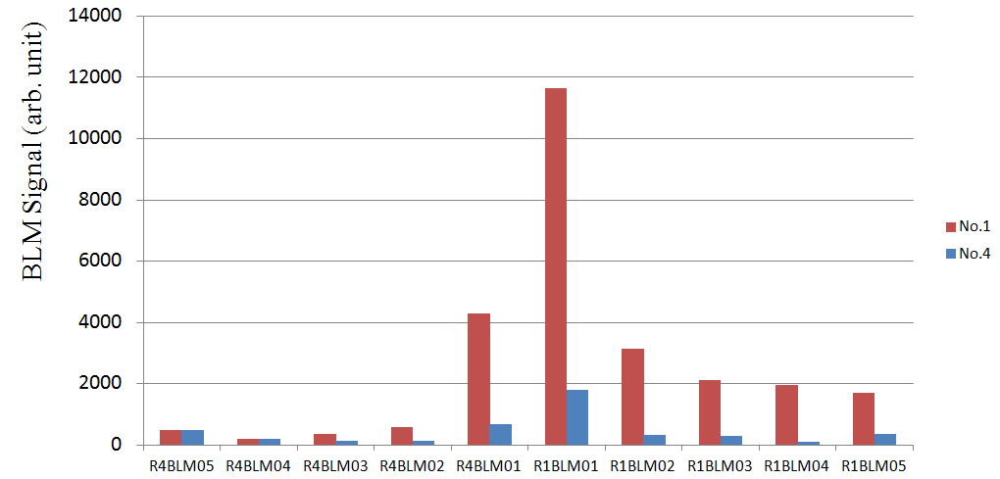 BLM Signal (arb. unit)
14000
12000
10000
8000
6000
4000
2000
0
R4BLM05 R4BLM04 R4BLM03 R4BLM02 R4BLM01 R1BLM01 R1BLM02 R1BLM03 R1BLM04 R1BLM05
No.1
No.4